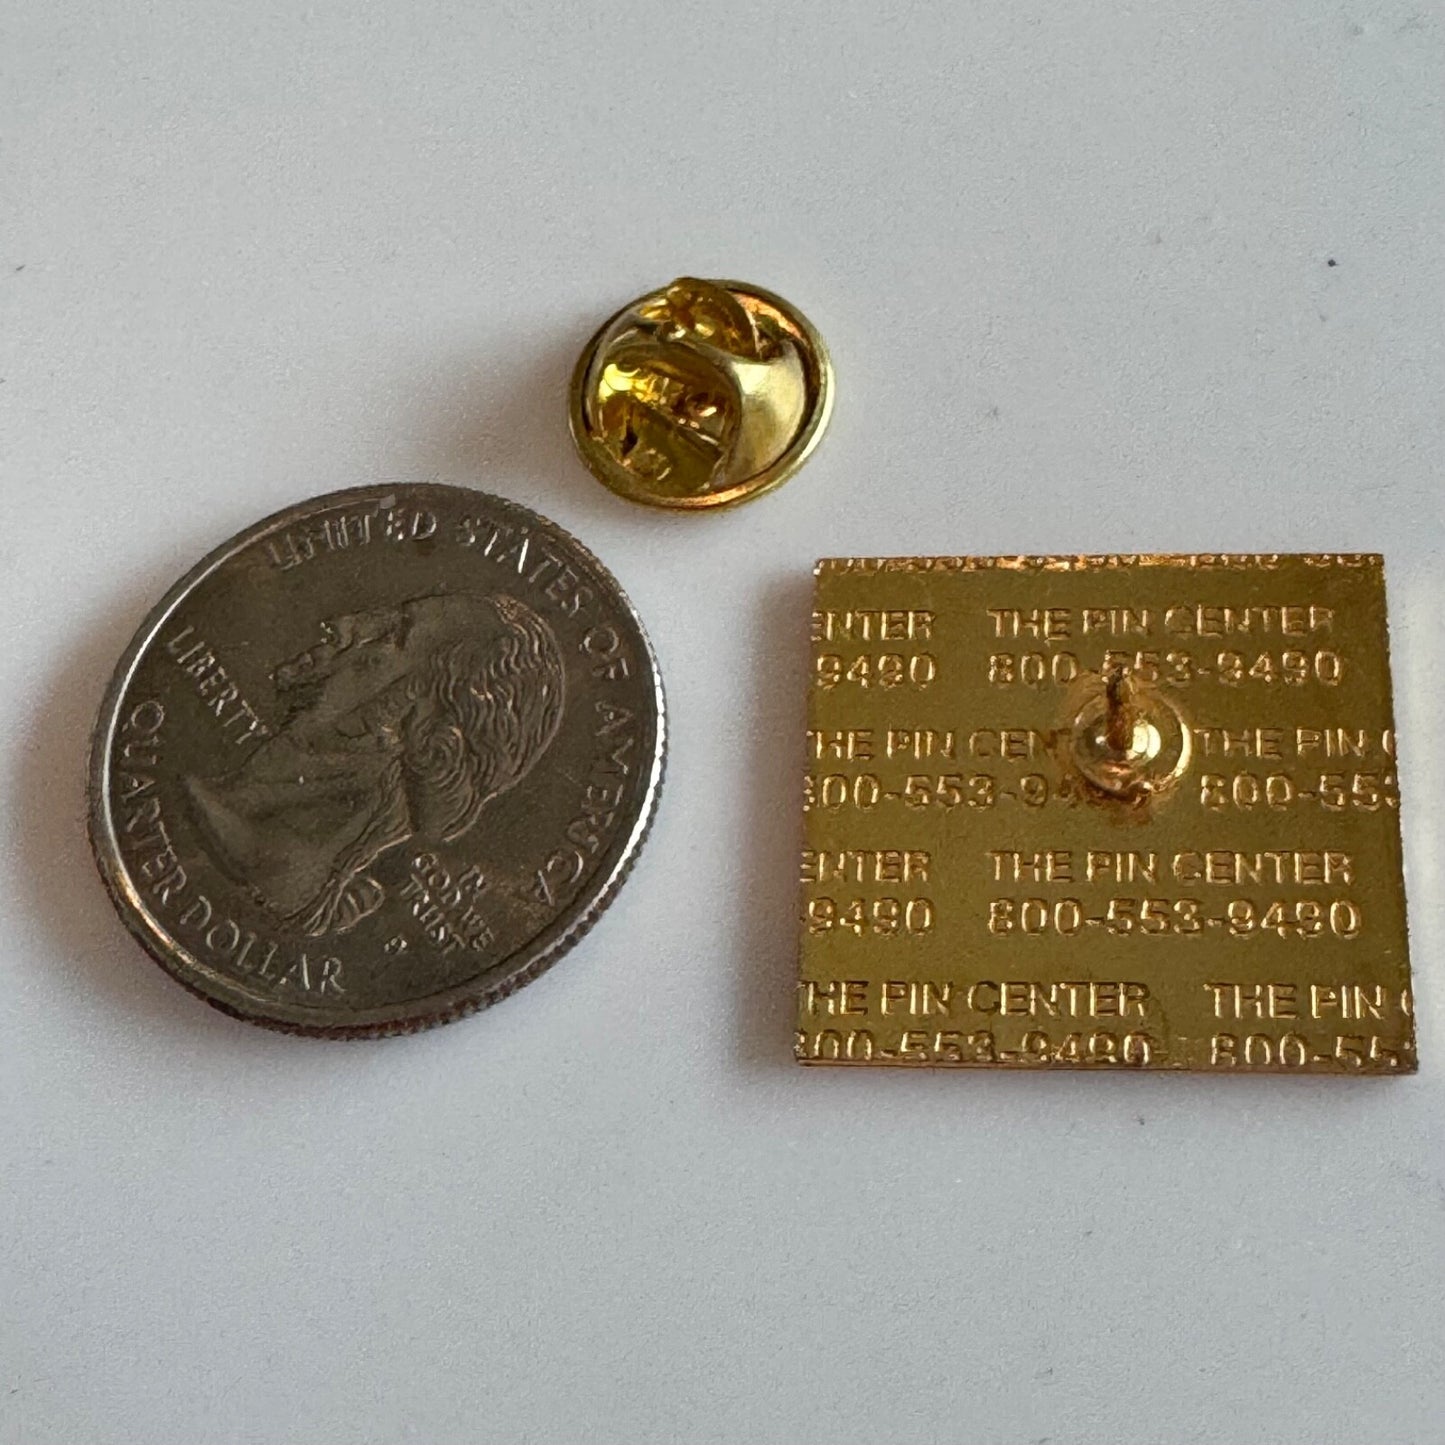 UNITED STATES OF AMERICA
LIBERTY
IN
GOD WE
TRUST
P
QUARTER DOLLAR
ENTER THE PIN CENTER
9490 800-553-9490
THE PIN CEN THE PIN C
800-553-94 800-553
ENTER THE PIN CENTER
9490 800-553-9490
THE PIN CENTER THE PIN C
800-553-9490 800-55